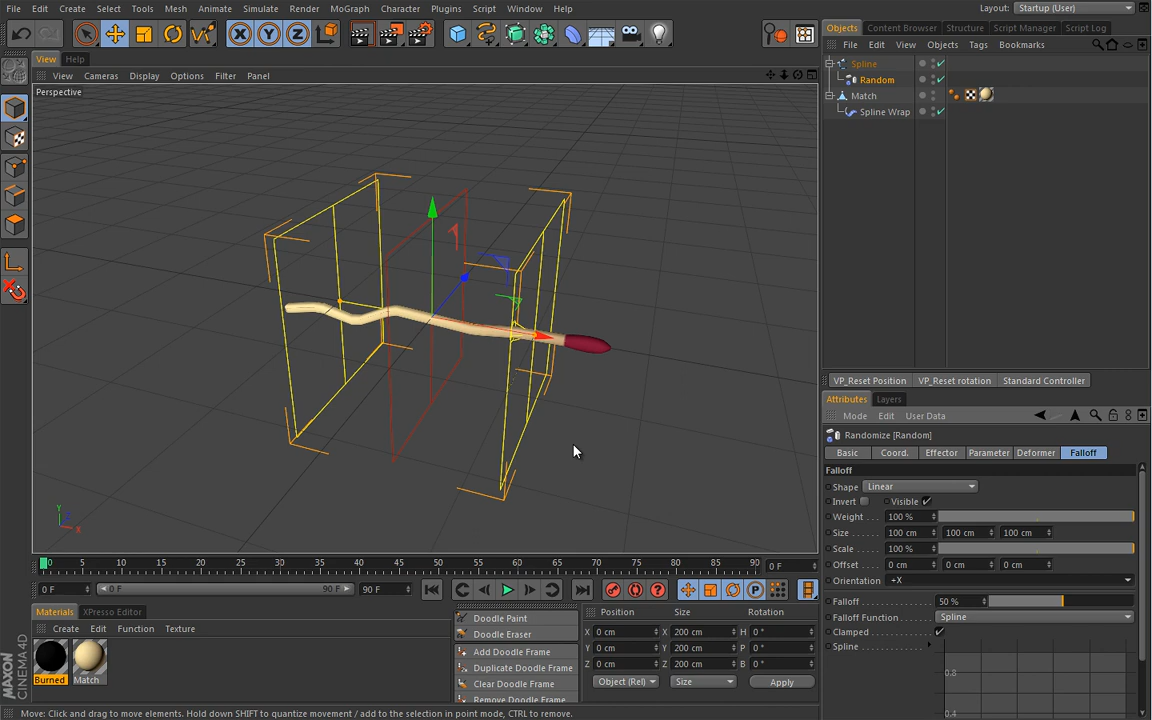 File Edit Create Select Tools Mesh Animate Simulate Render MoGraph Character Plugins Script Window Help Layout: Startup (User)
X Y Z
Objects Content Browser Structure Script Manager Script Log
View Help
File Edit View Objects Tags Bookmarks
View Cameras Display Options Filter Panel
Perspective
Spline
Random
Match
Spline Wrap
VP_Reset Position VP_Reset rotation Standard Controller
Attributes Layers
Mode Edit User Data
Randomize [Random]
Basic Coord. Effector Parameter Deformer Falloff
Falloff
Shape Linear
Invert Visible
Weight . . . 100 %
Size . . . . . . 100 cm 100 cm 100 cm
Scale . . . . . 100 %
Offset . . . . 0 cm 0 cm 0 cm
Orientation . +X
Falloff . . . . . . . . . . 50 %
Falloff Function . Spline
Clamped . . . . . . .
Spline . . . . . . . . . .
0.8
0.4
Y
Z
X
0 5 10 15 20 25 30 35 40 45 50 55 60 65 70 75 80 85 90 0 F
0 F 0 F 90 F 90 F
P
Materials XPresso Editor
Create Edit Function Texture
Burned Match
Doodle Paint
Doodle Eraser
Add Doodle Frame
Duplicate Doodle Frame
Clear Doodle Frame
Remove Doodle Frame
Position Size Rotation
X 0 cm X 200 cm H 0 °
Y 0 cm Y 200 cm P 0 °
Z 0 cm Z 200 cm B 0 °
Object (Rel) Size Apply
MAXON
CINEMA 4D
Move: Click and drag to move elements. Hold down SHIFT to quantize movement / add to the selection in point mode, CTRL to remove.